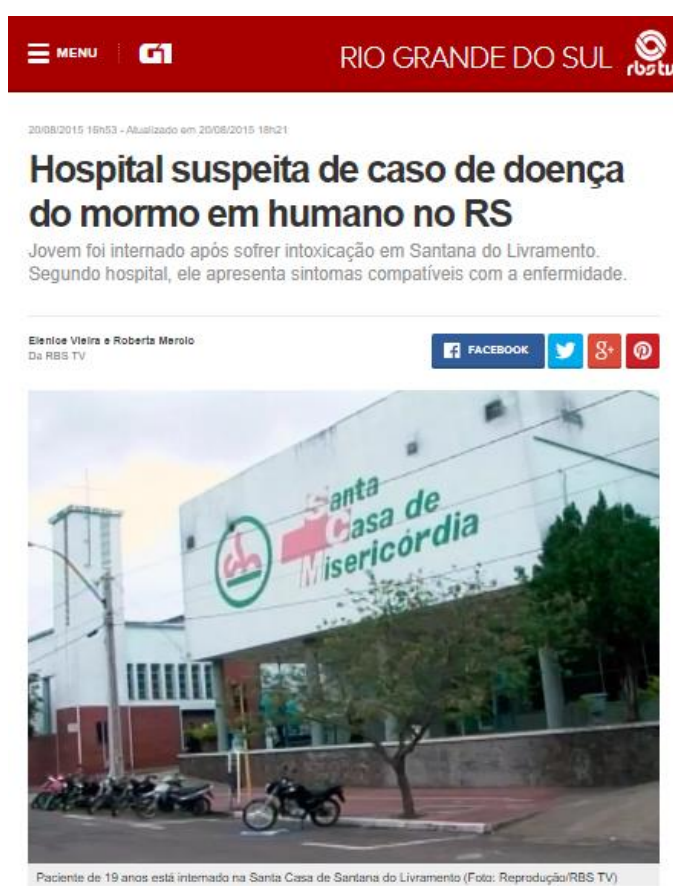 MENU
G1
RIO GRANDE DO SUL
rbs tv
20/08/2015 16h53 - Atualizado em 20/08/2015 18h21
Hospital suspeita de caso de doença
do mormo em humano no RS
Jovem foi internado após sofrer intoxicação em Santana do Livramento.
Segundo hospital, ele apresenta sintomas compatíveis com a enfermidade.
Elenice Vieira e Roberta Merolo
Da RBS TV
FACEBOOK
8+
Santa
Casa de
Misericórdia
Paciente de 19 anos está internado na Santa Casa de Santana do Livramento (Foto: Reprodução/RBS TV)